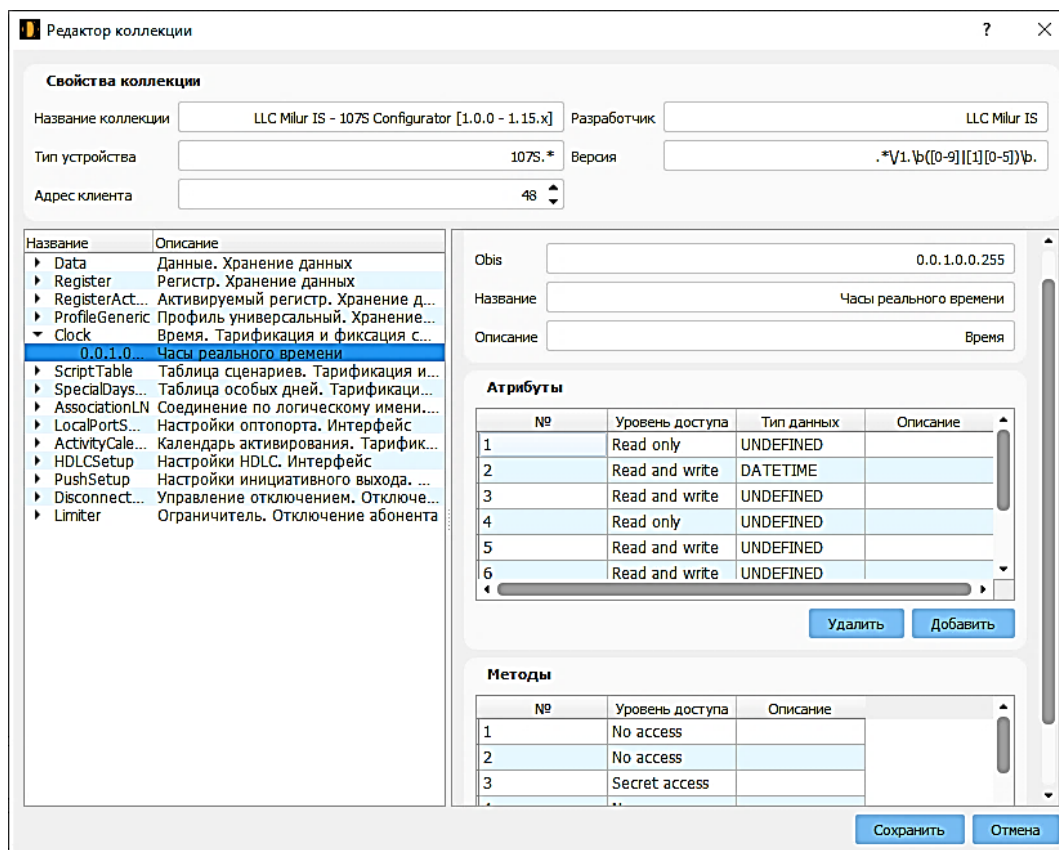 Редактор коллекции ? ×
Свойства коллекции
Название коллекции LLC Milur IS - 107S Configurator [1.0.0 - 1.15.x] Разработчик LLC Milur IS
Тип устройства 107S.* Версия .*\/1.\b([0-9]|[1][0-5])\b.
Адрес клиента 48
Название Описание
Data Данные. Хранение данных
Register Регистр. Хранение данных
RegisterAct... Активируемый регистр. Хранение д...
ProfileGeneric Профиль универсальный. Хранение...
Clock Время. Тарификация и фиксация с...
0.0.1.0... Часы реального времени
ScriptTable Таблица сценариев. Тарификация и...
SpecialDays... Таблица особых дней. Тарификаци...
AssociationLN Соединение по логическому имени....
LocalPortS... Настройки оптопорта. Интерфейс
ActivityCale... Календарь активирования. Тарифик...
HDLCSetup Настройки HDLC. Интерфейс
PushSetup Настройки инициативного выхода. ...
Disconnect... Управление отключением. Отключе...
Limiter Ограничитель. Отключение абонента
Obis 0.0.1.0.0.255
Название Часы реального времени
Описание Время
Атрибуты
№ Уровень доступа Тип данных Описание
1 Read only UNDEFINED
2 Read and write DATETIME
3 Read and write UNDEFINED
4 Read only UNDEFINED
5 Read and write UNDEFINED
6 Read and write UNDEFINED
Удалить Добавить
Методы
№ Уровень доступа Описание
1 No access
2 No access
3 Secret access
Сохранить Отмена